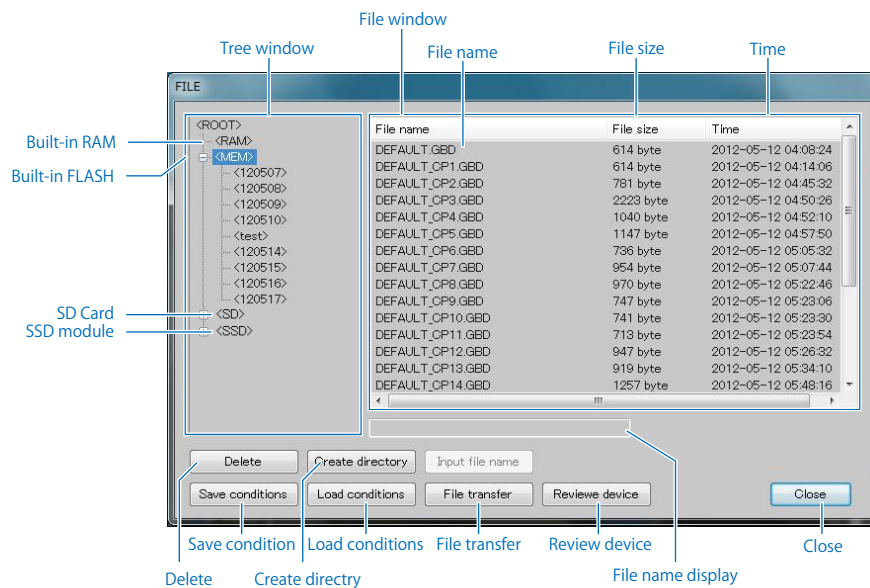 File window
Tree window
File name
File size
Time
FILE
Built-in RAM
Built-in FLASH
SD Card
SSD module
<ROOT>
<RAM>
<MEM>
<120507>
<120508>
<120509>
<120510>
<test>
<120514>
<120515>
<120516>
<120517>
<SD>
<SSD>
File name File size Time
DEFAULT.GBD 614 byte 2012-05-12 04:08:24
DEFAULT_CP1.GBD 614 byte 2012-05-12 04:14:06
DEFAULT_CP2.GBD 781 byte 2012-05-12 04:45:32
DEFAULT_CP3.GBD 2223 byte 2012-05-12 04:50:26
DEFAULT_CP4.GBD 1040 byte 2012-05-12 04:52:10
DEFAULT_CP5.GBD 1147 byte 2012-05-12 04:57:50
DEFAULT_CP6.GBD 736 byte 2012-05-12 05:05:32
DEFAULT_CP7.GBD 954 byte 2012-05-12 05:07:44
DEFAULT_CP8.GBD 970 byte 2012-05-12 05:22:46
DEFAULT_CP9.GBD 747 byte 2012-05-12 05:23:06
DEFAULT_CP10.GBD 741 byte 2012-05-12 05:23:30
DEFAULT_CP11.GBD 713 byte 2012-05-12 05:23:54
DEFAULT_CP12.GBD 947 byte 2012-05-12 05:26:32
DEFAULT_CP13.GBD 919 byte 2012-05-12 05:34:10
DEFAULT_CP14.GBD 1257 byte 2012-05-12 05:48:16
Delete Create directory Input file name
Save conditions Load conditions File transfer Reviewe device Close
Save condition Load conditions File transfer Review device Close
Delete Create directry File name display